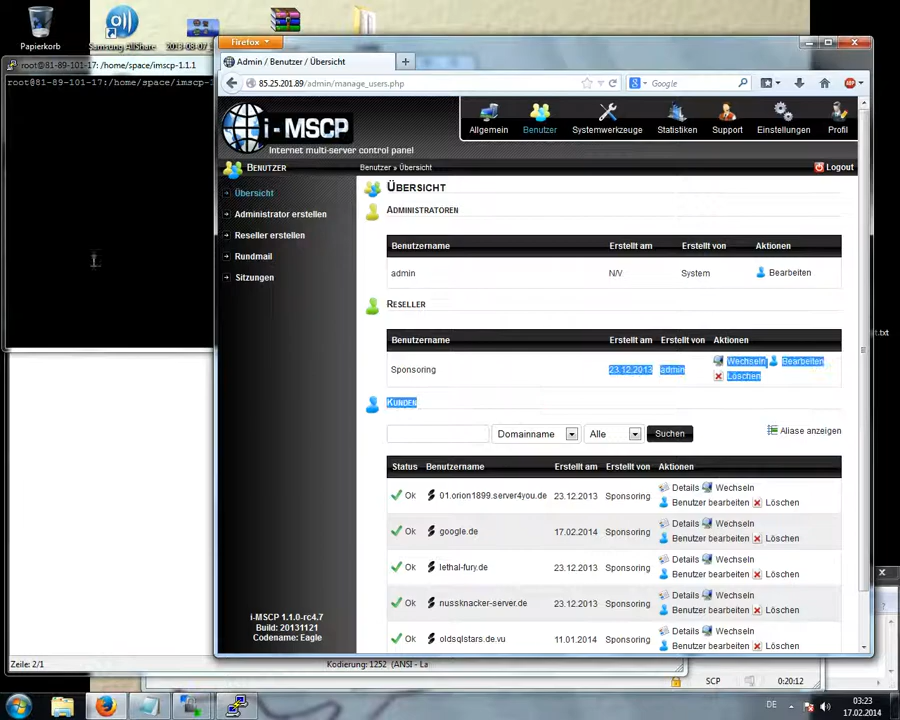 Papierkorb
Samsung AllShare
2013-08-07
root@81-89-101-17: /home/space/imscp-1.1.1
root@81-89-101-17:/home/space/imscp-1
Firefox
Admin / Benutzer / Übersicht
85.25.201.89/admin/manage_users.php
Google
i-MSCP
Internet multi-server control panel
Allgemein
Benutzer
Systemwerkzeuge
Statistiken
Support
Einstellungen
Profil
BENUTZER
Benutzer » Übersicht
Logout
Übersicht
Administrator erstellen
Reseller erstellen
Rundmail
Sitzungen
ÜBERSICHT
ADMINISTRATOREN
Benutzername Erstellt am Erstellt von Aktionen
admin N/V System Bearbeiten
RESELLER
Benutzername Erstellt am Erstellt von Aktionen
Sponsoring 23.12.2013 admin Wechseln Bearbeiten
Löschen
KUNDEN
Domainname Alle Suchen Aliase anzeigen
Status Benutzername Erstellt am Erstellt von Aktionen
Ok 01.orion1899.server4you.de 23.12.2013 Sponsoring Details Wechseln
Benutzer bearbeiten Löschen
Ok google.de 17.02.2014 Sponsoring Details Wechseln
Benutzer bearbeiten Löschen
Ok lethal-fury.de 23.12.2013 Sponsoring Details Wechseln
Benutzer bearbeiten Löschen
Ok nussknacker-server.de 23.12.2013 Sponsoring Details Wechseln
Benutzer bearbeiten Löschen
Ok oldsqlstars.de.vu 11.01.2014 Sponsoring Details Wechseln
Benutzer bearbeiten Löschen
i-MSCP 1.1.0-rc4.7
Build: 20131121
Codename: Eagle
t.txt
Zeile: 2/1
Kodierung: 1252 (ANSI - La
SCP
0:20:12
DE
03:23
17.02.2014